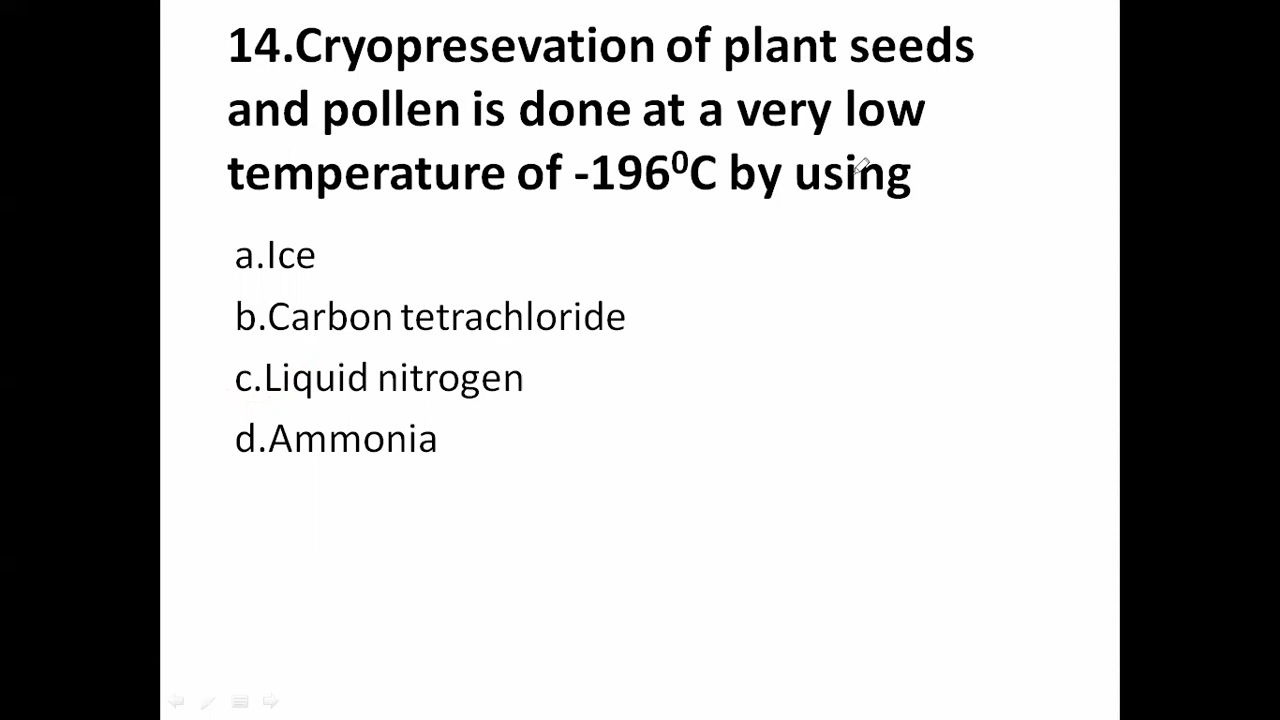 14.Cryopresevation of plant seeds
and pollen is done at a very low
temperature of -196⁰C by using
a.Ice
b.Carbon tetrachloride
c.Liquid nitrogen
d.Ammonia